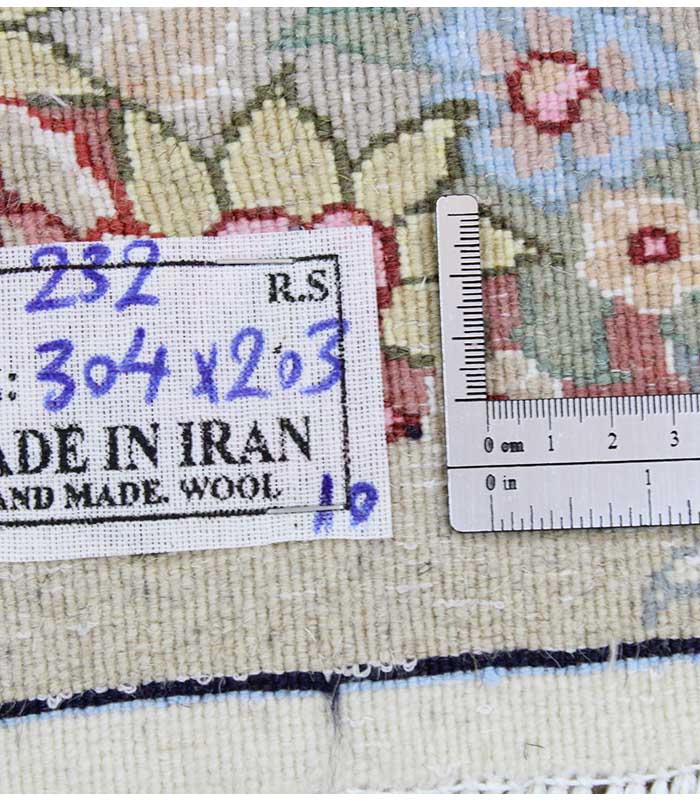 232 R.S
: 304 x 203
ADE IN IRAN
AND MADE. WOOL
10
0 cm 1 2 3
0 in 1